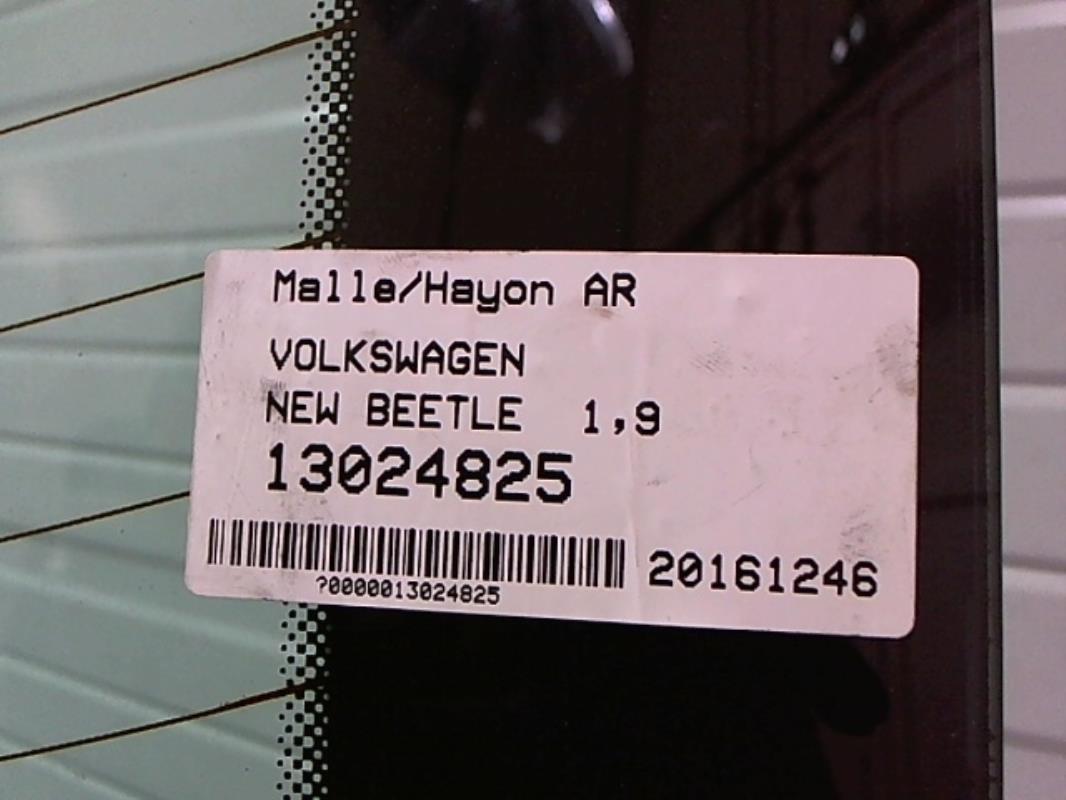 Malle/Hayon AR
VOLKSWAGEN
NEW BEETLE 1,9
13024825
?0000013024825
20161246